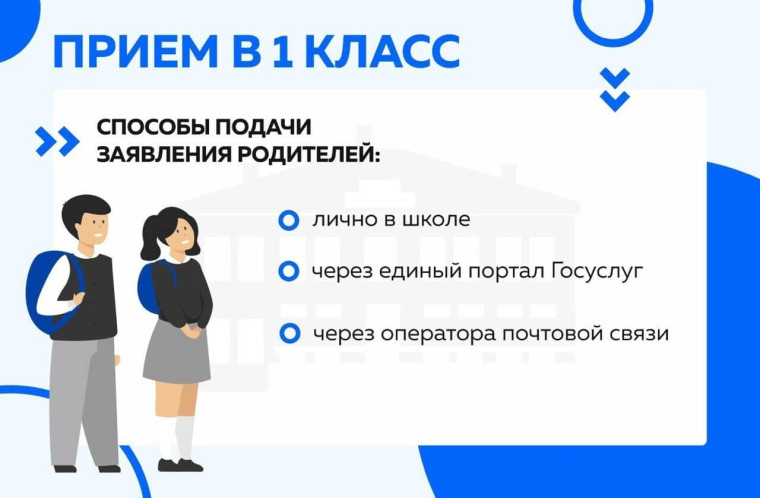 ПРИЕМ В 1 КЛАСС
СПОСОБЫ ПОДАЧИ
ЗАЯВЛЕНИЯ РОДИТЕЛЕЙ:
лично в школе
через единый портал Госуслуг
через оператора почтовой связи